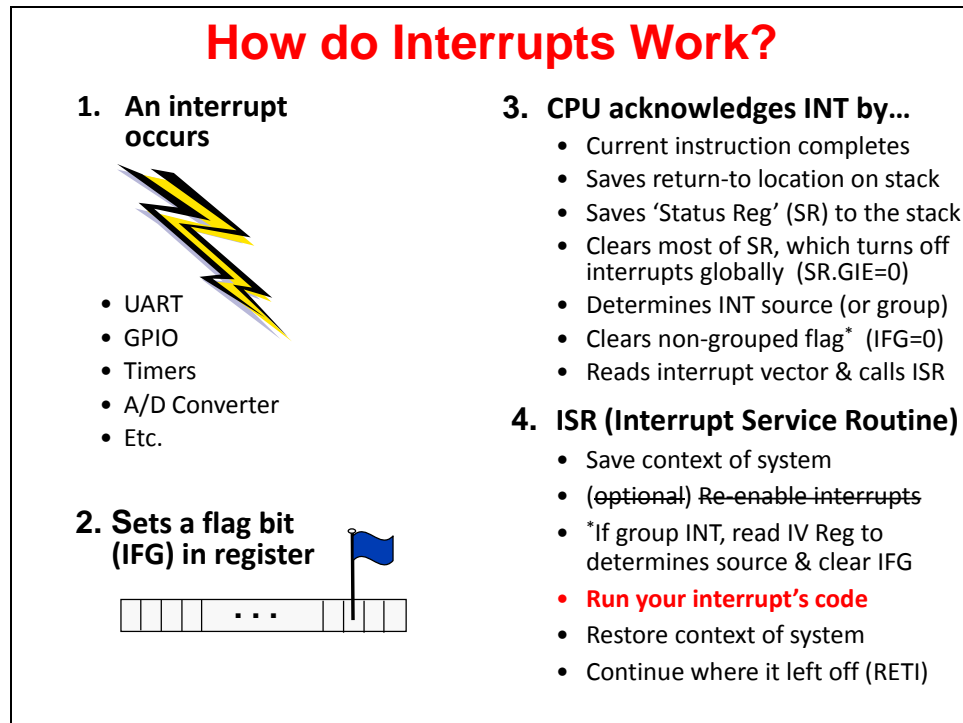 How do Interrupts Work?
1. An interrupt
occurs
• UART
• GPIO
• Timers
• A/D Converter
• Etc.
2. Sets a flag bit
(IFG) in register
. . .
3. CPU acknowledges INT by…
• Current instruction completes
• Saves return-to location on stack
• Saves ‘Status Reg’ (SR) to the stack
• Clears most of SR, which turns off
interrupts globally (SR.GIE=0)
• Determines INT source (or group)
• Clears non-grouped flag* (IFG=0)
• Reads interrupt vector & calls ISR
4. ISR (Interrupt Service Routine)
• Save context of system
• (optional) Re-enable interrupts
• *If group INT, read IV Reg to
determines source & clear IFG
• Run your interrupt’s code
• Restore context of system
• Continue where it left off (RETI)